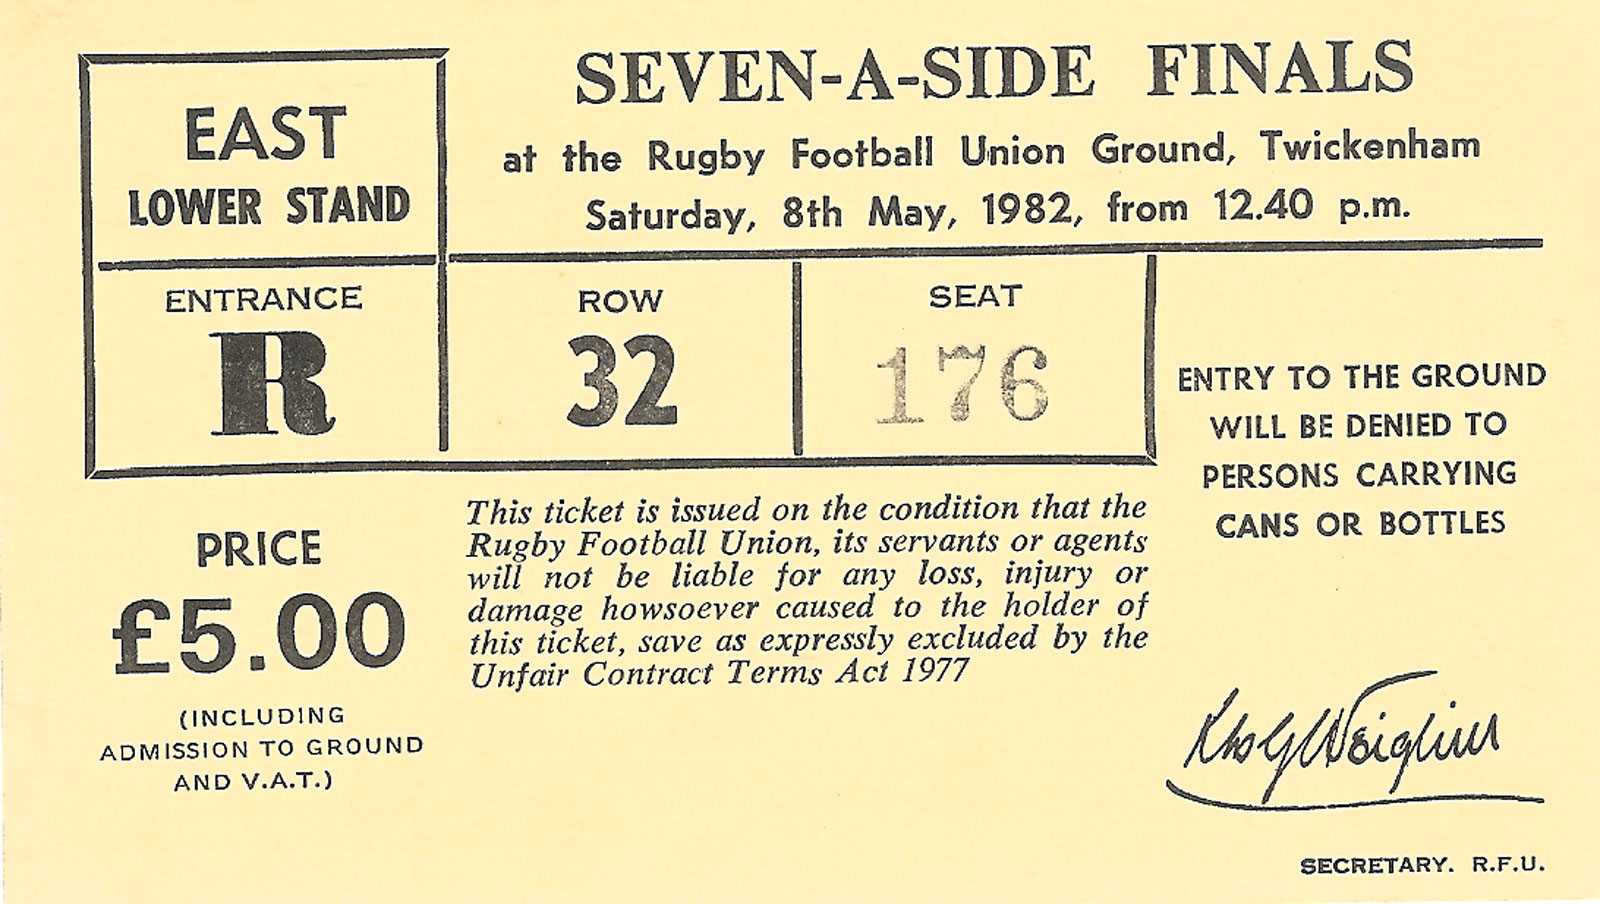 EAST
LOWER STAND
SEVEN-A-SIDE FINALS
at the Rugby Football Union Ground, Twickenham
Saturday, 8th May, 1982, from 12.40 p.m.
ENTRANCE
R
ROW
32
SEAT
176
ENTRY TO THE GROUND
WILL BE DENIED TO
PERSONS CARRYING
CANS OR BOTTLES
PRICE
£5.00
(INCLUDING
ADMISSION TO GROUND
AND V.A.T.)
This ticket is issued on the condition that the
Rugby Football Union, its servants or agents
will not be liable for any loss, injury or
damage howsoever caused to the holder of
this ticket, save as expressly excluded by the
Unfair Contract Terms Act 1977
SECRETARY. R.F.U.